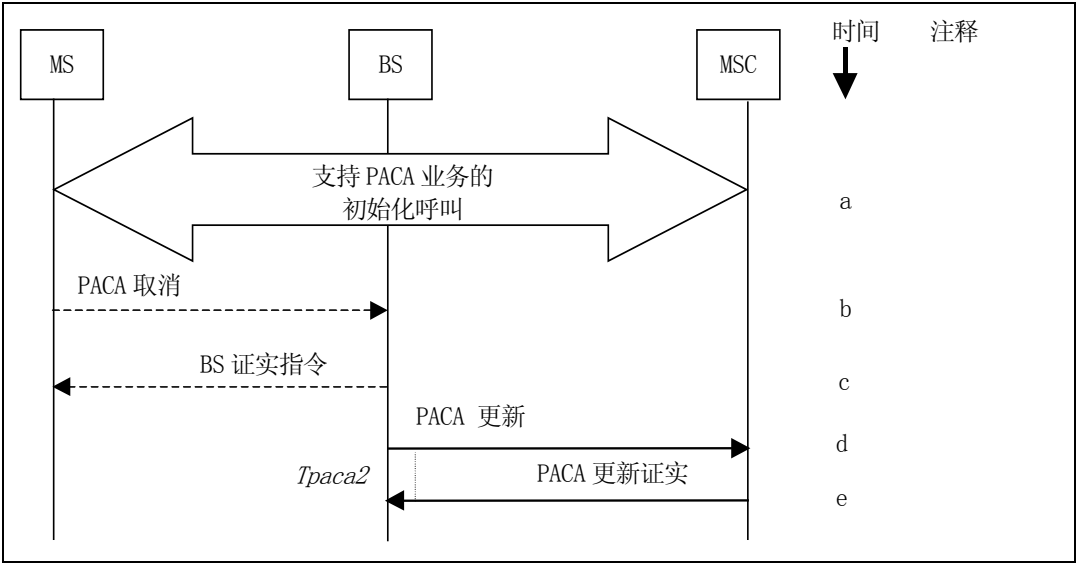 时间 注释
MS BS MSC
支持 PACA 业务的
初始化呼叫
a
PACA 取消
b
BS 证实指令
c
PACA 更新
d
Tpaca2
PACA 更新证实
e